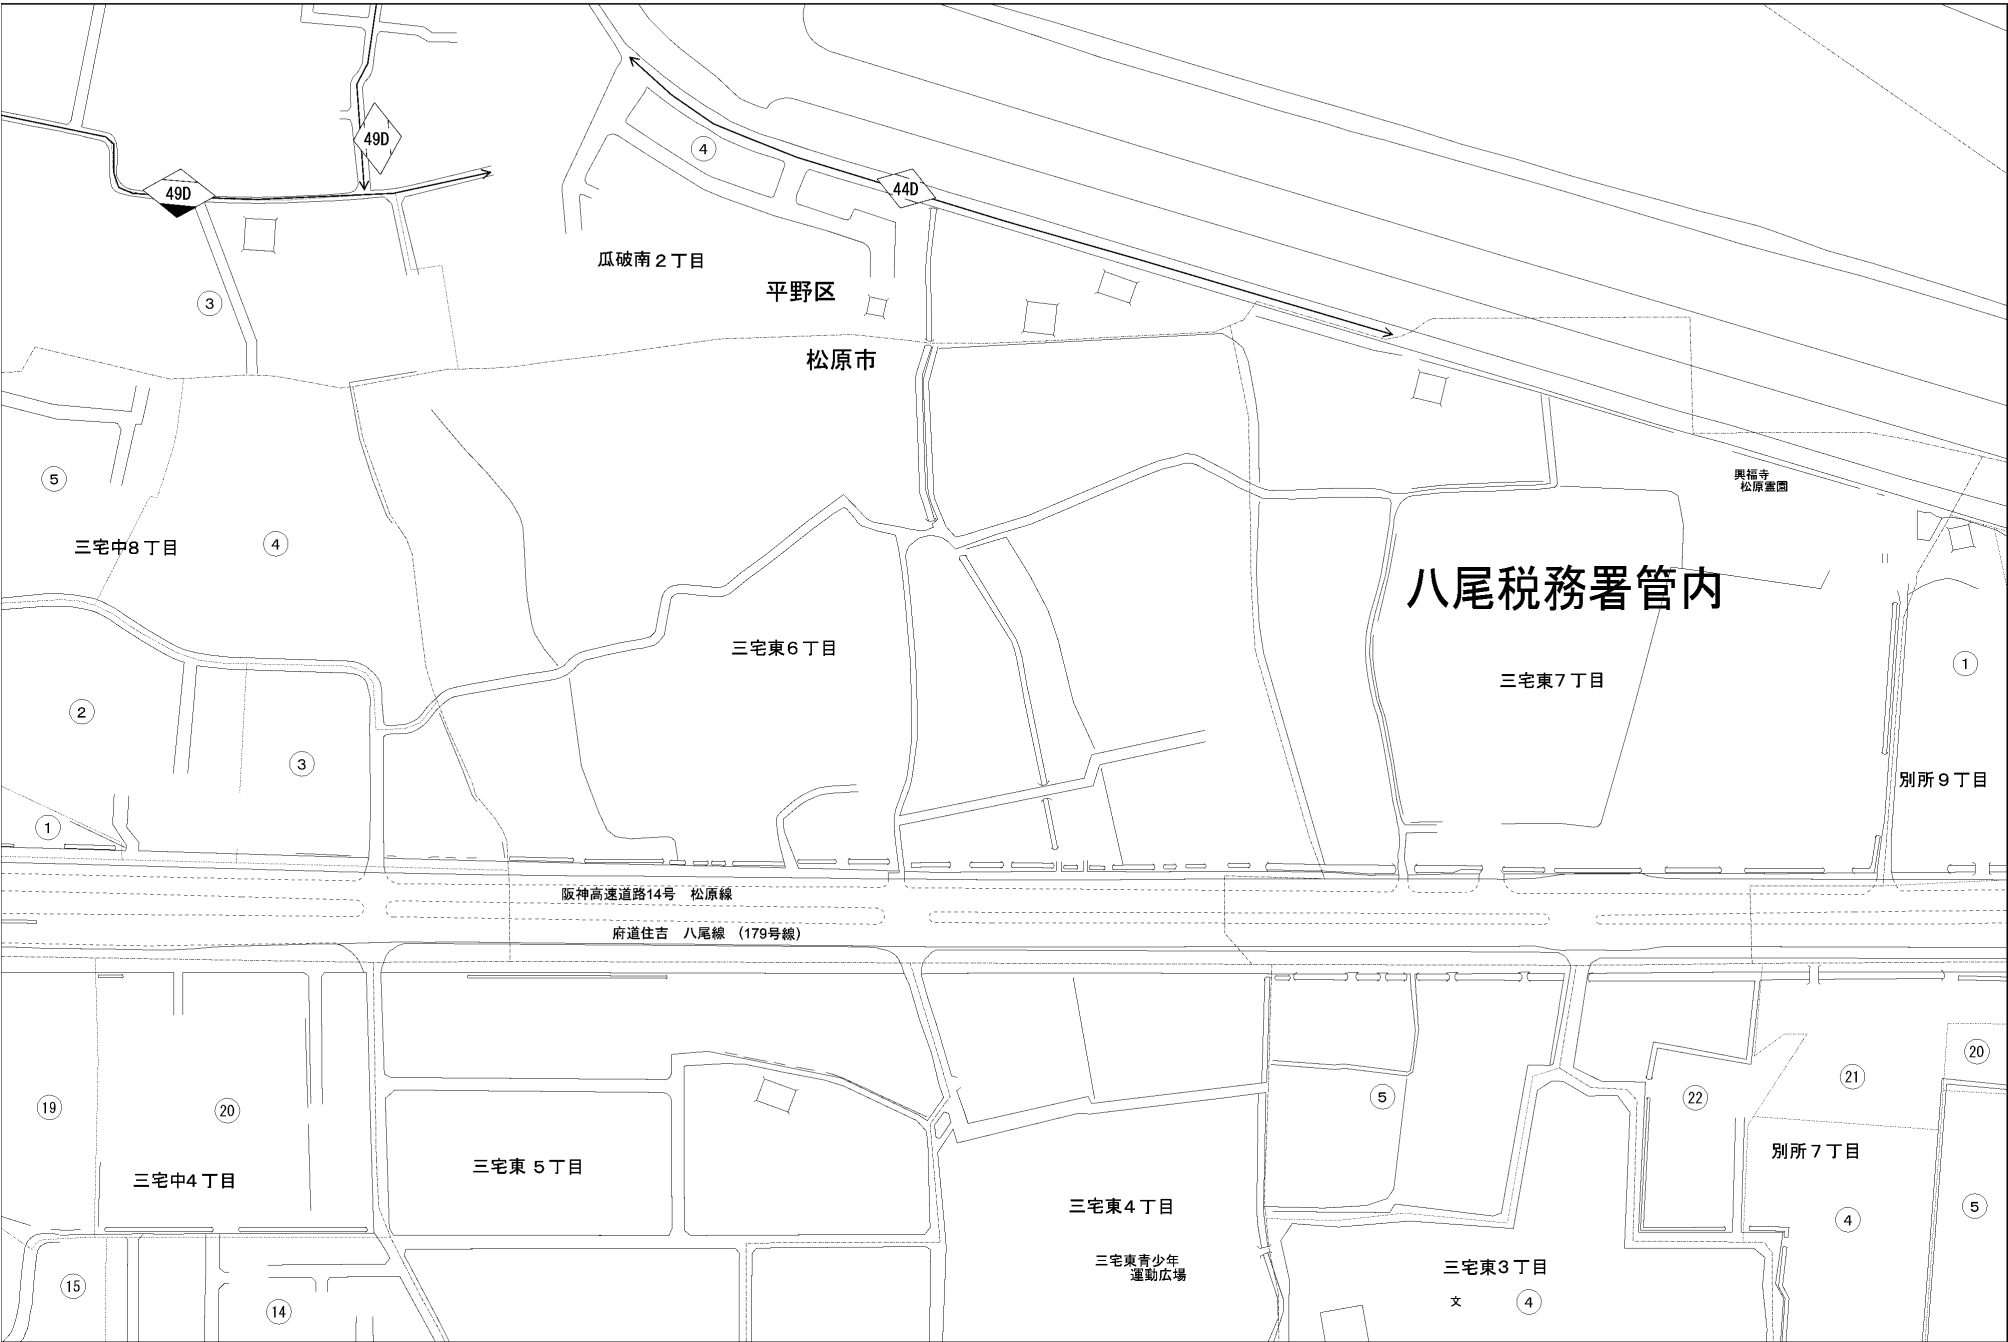 49D
④
49D
44D
瓜破南２丁目
平野区
③
松原市
⑤
興福寺
松原霊園
三宅中８丁目
④
八尾税務署管内
三宅東６丁目
①
三宅東７丁目
②
③
別所９丁目
①
阪神高速道路14号　松原線
府道住吉　八尾線　（179号線）
⑳
㉑
⑤
㉒
⑲
⑳
別所７丁目
三宅東 ５丁目
三宅中４丁目
三宅東４丁目
⑤
④
三宅東青少年
運動広場
三宅東３丁目
⑮
文
④
⑭